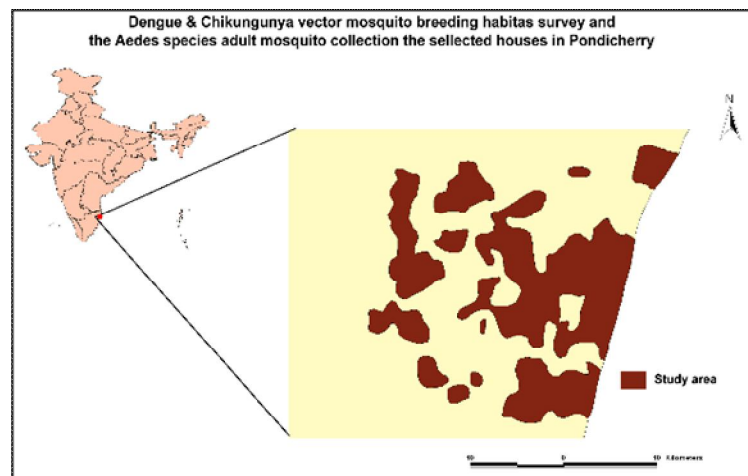 Dengue & Chikungunya vector mosquito breeding habitas survey and
the Aedes species adult mosquito collection the sellected houses in Pondicherry
N
Study area
10 0 10 Kilometers